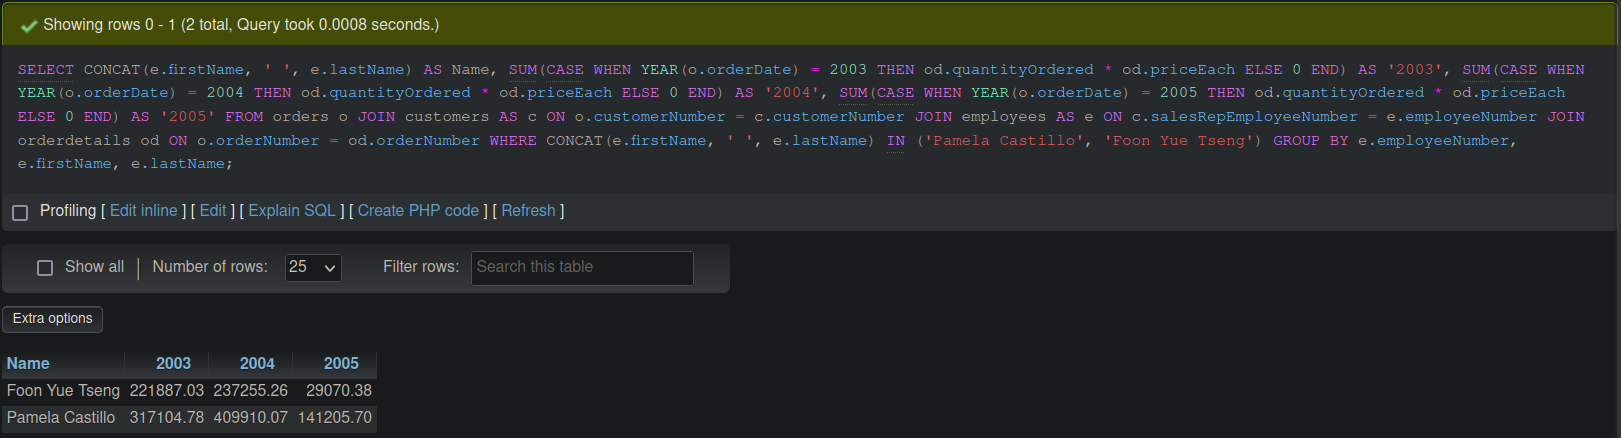 Showing rows 0 - 1 (2 total, Query took 0.0008 seconds.)
SELECT CONCAT(e.firstName, ' ', e.lastName) AS Name, SUM(CASE WHEN YEAR(o.orderDate) = 2003 THEN od.quantityOrdered * od.priceEach ELSE 0 END) AS '2003', SUM(CASE WHEN
YEAR(o.orderDate) = 2004 THEN od.quantityOrdered * od.priceEach ELSE 0 END) AS '2004', SUM(CASE WHEN YEAR(o.orderDate) = 2005 THEN od.quantityOrdered * od.priceEach
ELSE 0 END) AS '2005' FROM orders o JOIN customers AS c ON o.customerNumber = c.customerNumber JOIN employees AS e ON c.salesRepEmployeeNumber = e.employeeNumber JOIN
orderdetails od ON o.orderNumber = od.orderNumber WHERE CONCAT(e.firstName, ' ', e.lastName) IN ('Pamela Castillo', 'Foon Yue Tseng') GROUP BY e.employeeNumber,
e.firstName, e.lastName;
Profiling [ Edit inline ] [ Edit ] [ Explain SQL ] [ Create PHP code ] [ Refresh ]
Show all Number of rows: 25 Filter rows: Search this table
Extra options
Name 2003 2004 2005
Foon Yue Tseng 221887.03 237255.26 29070.38
Pamela Castillo 317104.78 409910.07 141205.70